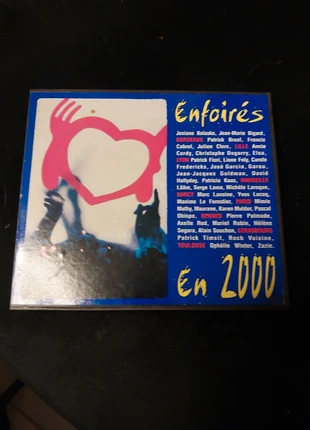 Enfoirés
Josiane Balasko, Jean-Marie Bigard,
BORDEAUX Patrick Bruel, Francis
Cabrel, Julien Clerc, LILLE Annie
Cordy, Christophe Dugarry, Elsa,
LYON Patrick Fiori, Liane Foly, Carole
Fredericks, José Garcia, Garou,
Jean-Jacques Goldman, David
Hallyday, Patricia Kaas, MARSEILLE
Lââm, Serge Lama, Michèle Laroque,
NANCY Marc Lavoine, Yves Lecoq,
Maxime Le Forestier, PARIS Mimie
Mathy, Maurane, Karen Mulder, Pascal
Obispo, RENNES Pierre Palmade,
Axelle Red, Muriel Robin, Hélène
Segara, Alain Souchon, STRASBOURG
Patrick Timsit, Roch Voisine,
TOULOUSE Ophélie Winter, Zazie.
En 2000